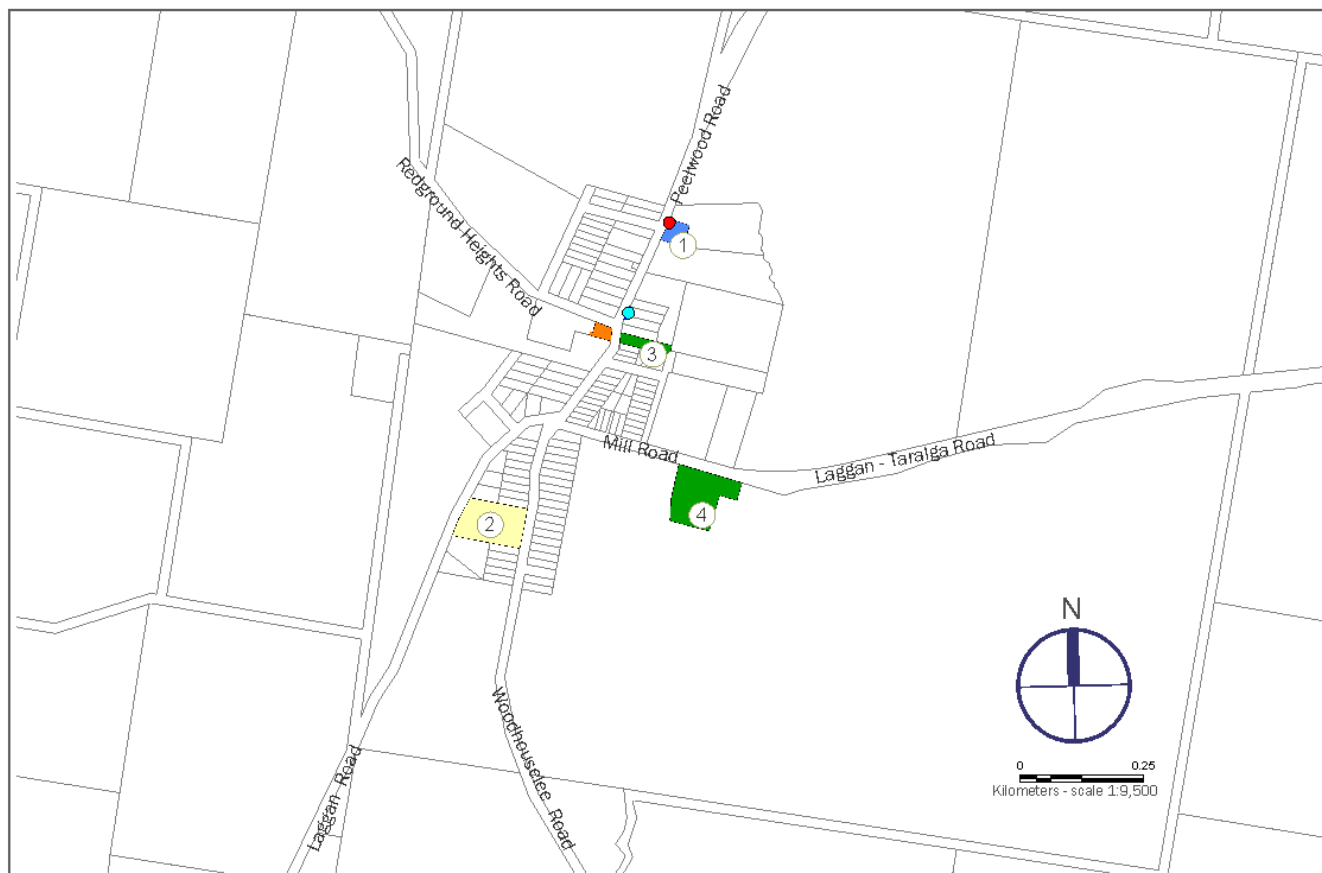 Peelwood Road
Redground Heights Road
1
3
Mill Road
Laggan - Taralga Road
4
2
N
0 0.25
Kilometers - scale 1:9,500
Woodhouselee Road
Laggan Road